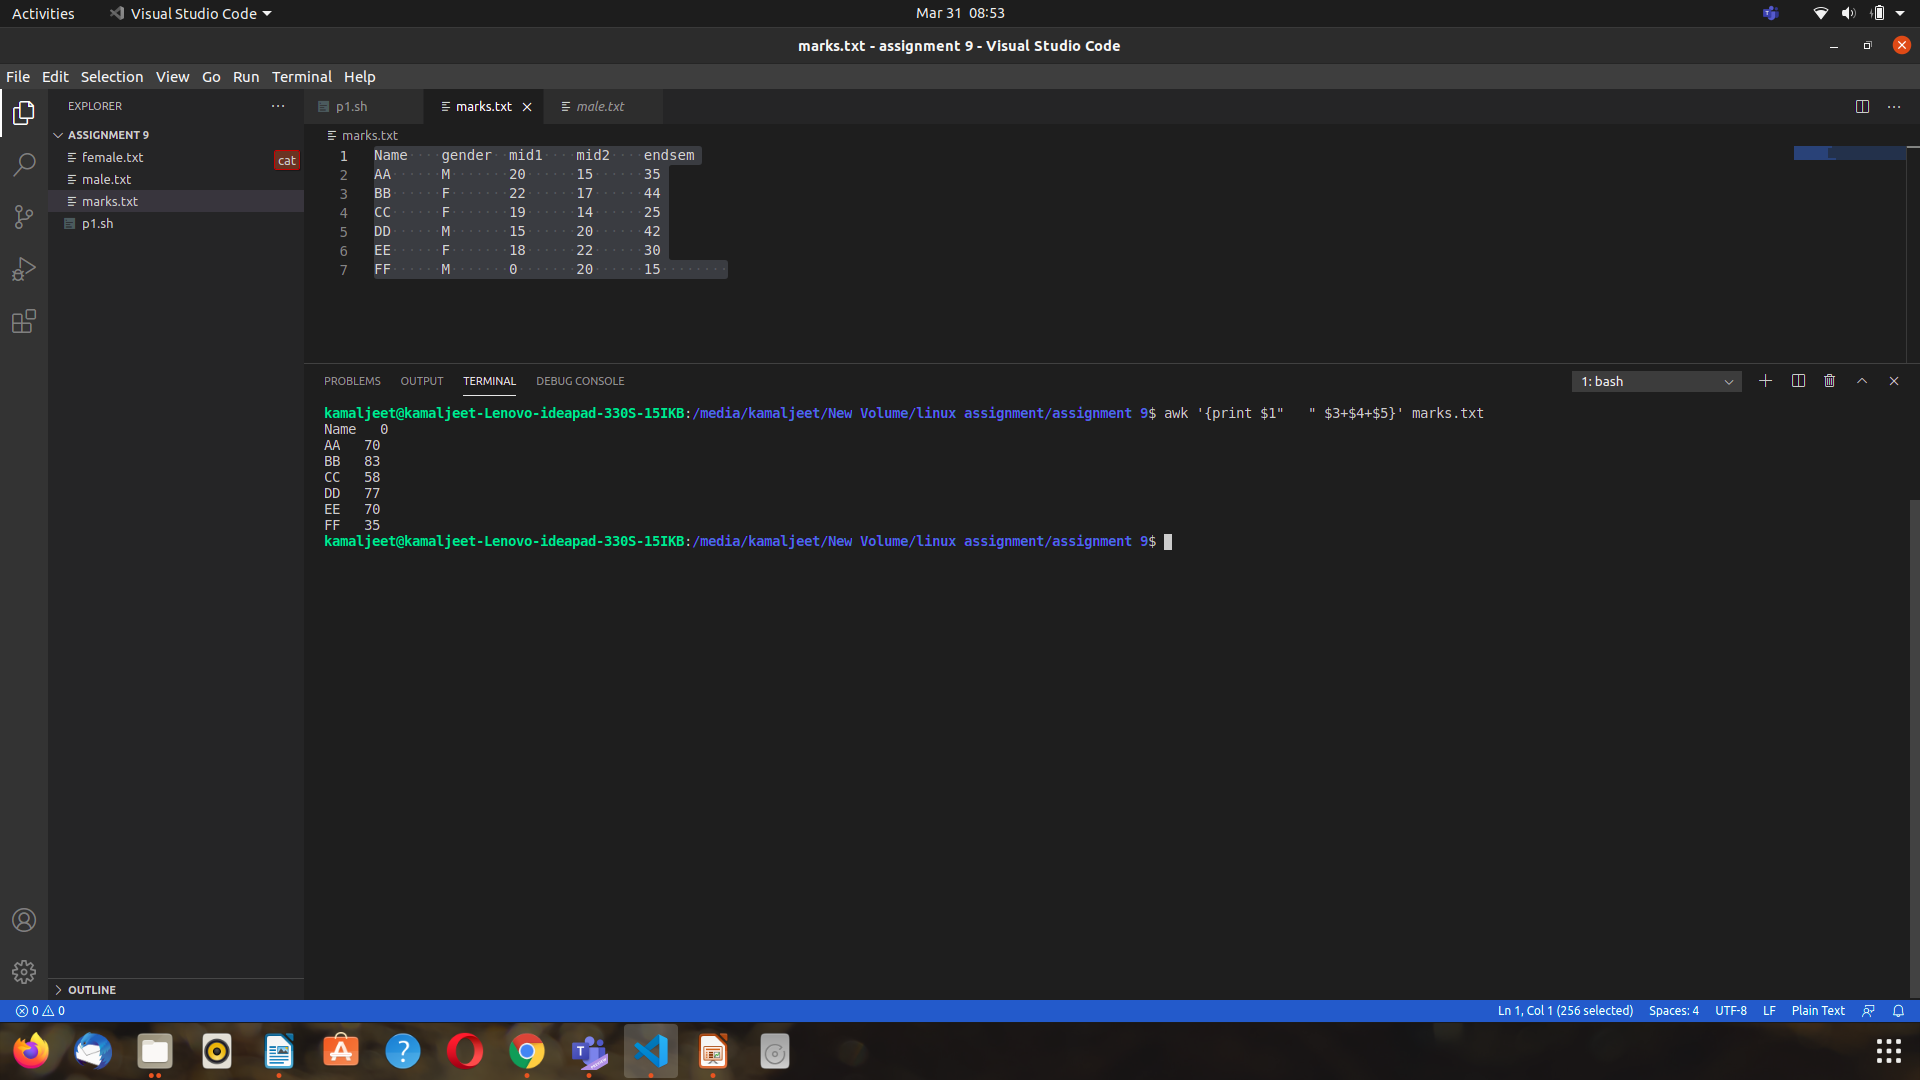 Activities Visual Studio Code Mar 31 08:53
marks.txt - assignment 9 - Visual Studio Code
File Edit Selection View Go Run Terminal Help
EXPLORER
ASSIGNMENT 9
female.txt
cat
male.txt
marks.txt
p1.sh
p1.sh marks.txt male.txt
marks.txt
1 Name gender mid1 mid2 endsem
2 AA M 20 15 35
3 BB F 22 17 44
4 CC F 19 14 25
5 DD M 15 20 42
6 EE F 18 22 30
7 FF M 0 20 15
PROBLEMS OUTPUT TERMINAL DEBUG CONSOLE 1: bash
kamaljeet@kamaljeet-Lenovo-ideapad-330S-15IKB:/media/kamaljeet/New Volume/linux assignment/assignment 9$ awk '{print $1"   " $3+$4+$5}' marks.txt
Name   0
AA   70
BB   83
CC   58
DD   77
EE   70
FF   35
kamaljeet@kamaljeet-Lenovo-ideapad-330S-15IKB:/media/kamaljeet/New Volume/linux assignment/assignment 9$
OUTLINE
0 0 Ln 1, Col 1 (256 selected) Spaces: 4 UTF-8 LF Plain Text